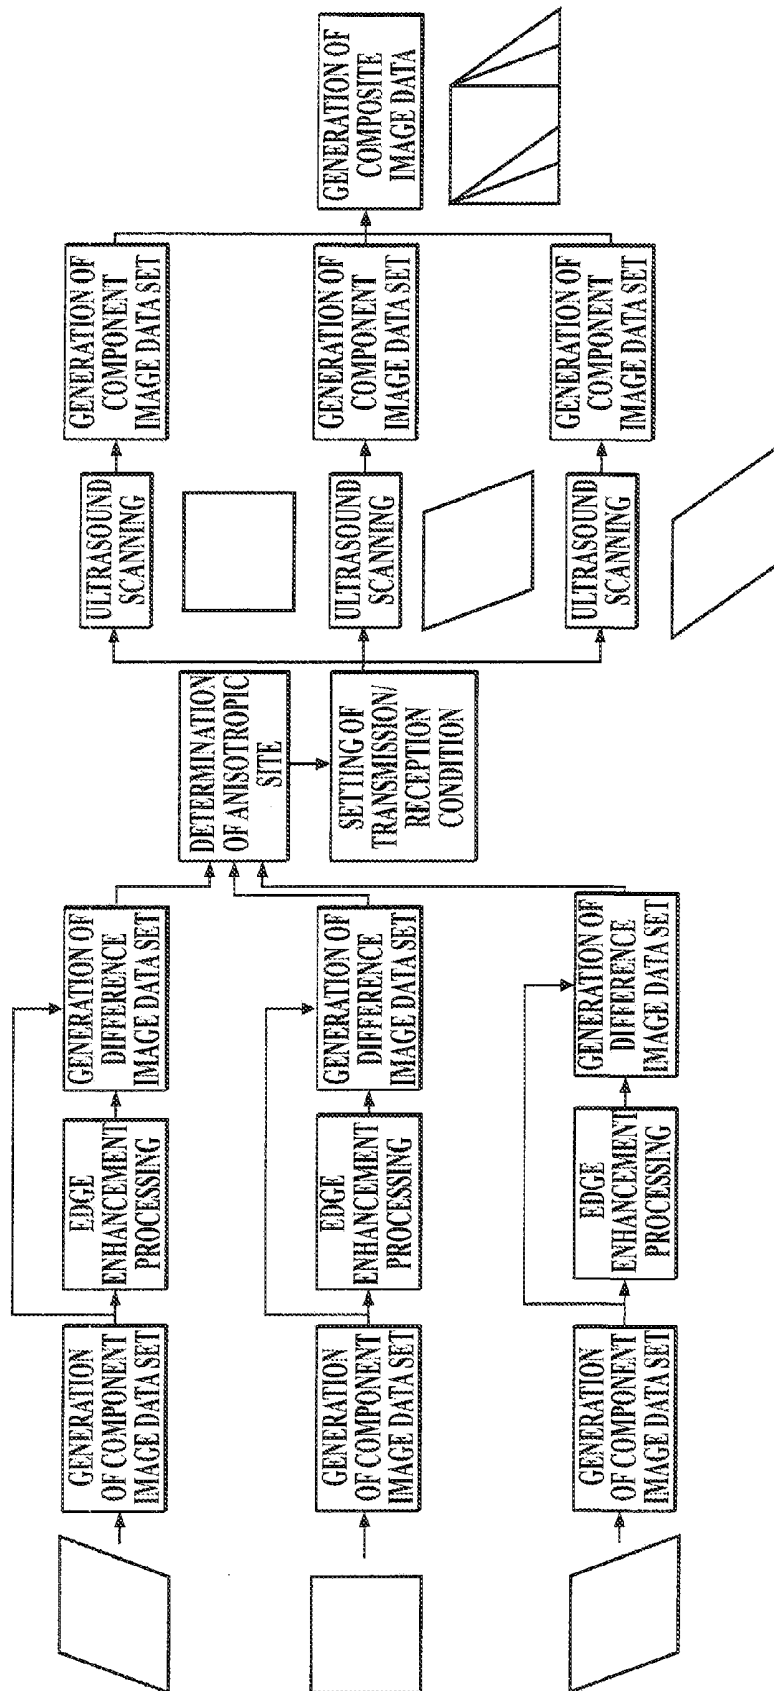 GENERATION
OF COMPONENT
IMAGE DATA SET
EDGE
ENHANCEMENT
PROCESSING
GENERATION OF
DIFFERENCE
IMAGE DATA SET
GENERATION
OF COMPONENT
IMAGE DATA SET
EDGE
ENHANCEMENT
PROCESSING
GENERATION OF
DIFFERENCE
IMAGE DATA SET
GENERATION
OF COMPONENT
IMAGE DATA SET
EDGE
ENHANCEMENT
PROCESSING
GENERATION OF
DIFFERENCE
IMAGE DATA SET
DETERMINATION
OF ANISOTROPIC
SITE
SETTING OF
TRANSMISSION/
RECEPTION
CONDITION
ULTRASOUND
SCANNING
GENERATION OF
COMPONENT
IMAGE DATA SET
ULTRASOUND
SCANNING
GENERATION OF
COMPONENT
IMAGE DATA SET
ULTRASOUND
SCANNING
GENERATION OF
COMPONENT
IMAGE DATA SET
GENERATION OF
COMPOSITE
IMAGE DATA